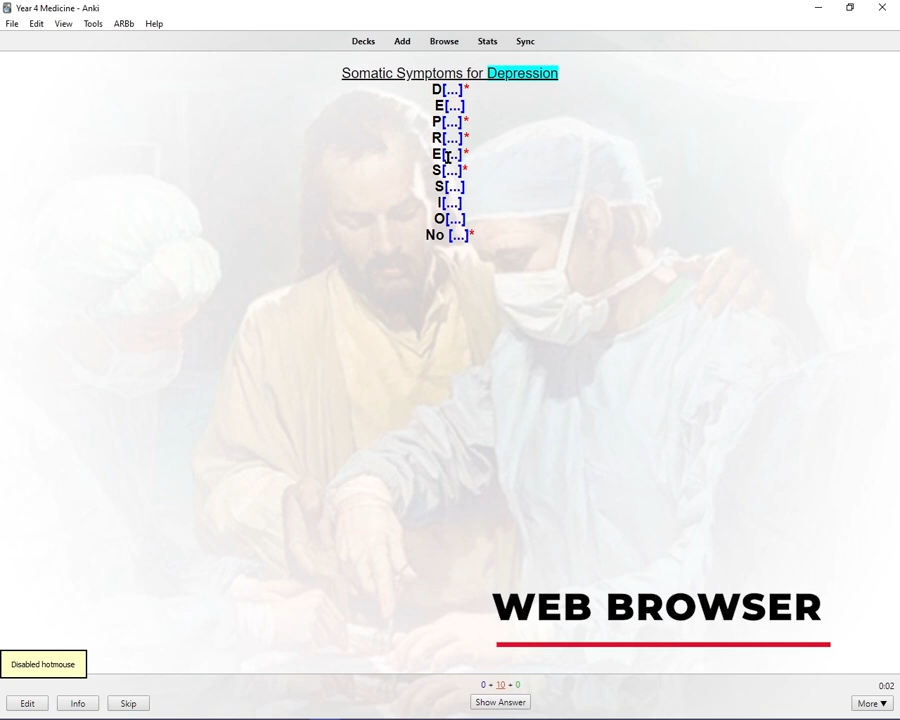 Year 4 Medicine - Anki
File Edit View Tools ARBb Help
Decks Add Browse Stats Sync
Somatic Symptoms for Depression
D[...]*
E[...]
P[...]*
R[...]*
E[...]*
S[...]*
S[...]
I[...]
O[...]
No [...]*
WEB BROWSER
Disabled hotmouse
0 + 10 + 0
0:02
Edit Info Skip Show Answer More ▼